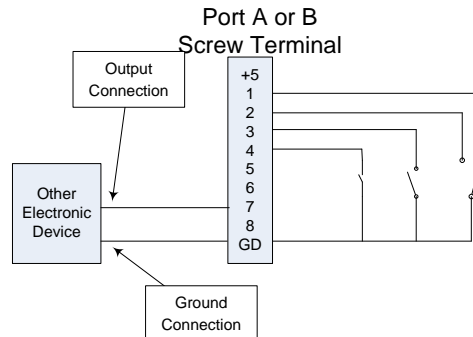 Port A or B
Screw Terminal
Output
Connection
+5
1
2
3
4
5
6
7
8
GD
Other
Electronic
Device
Ground
Connection